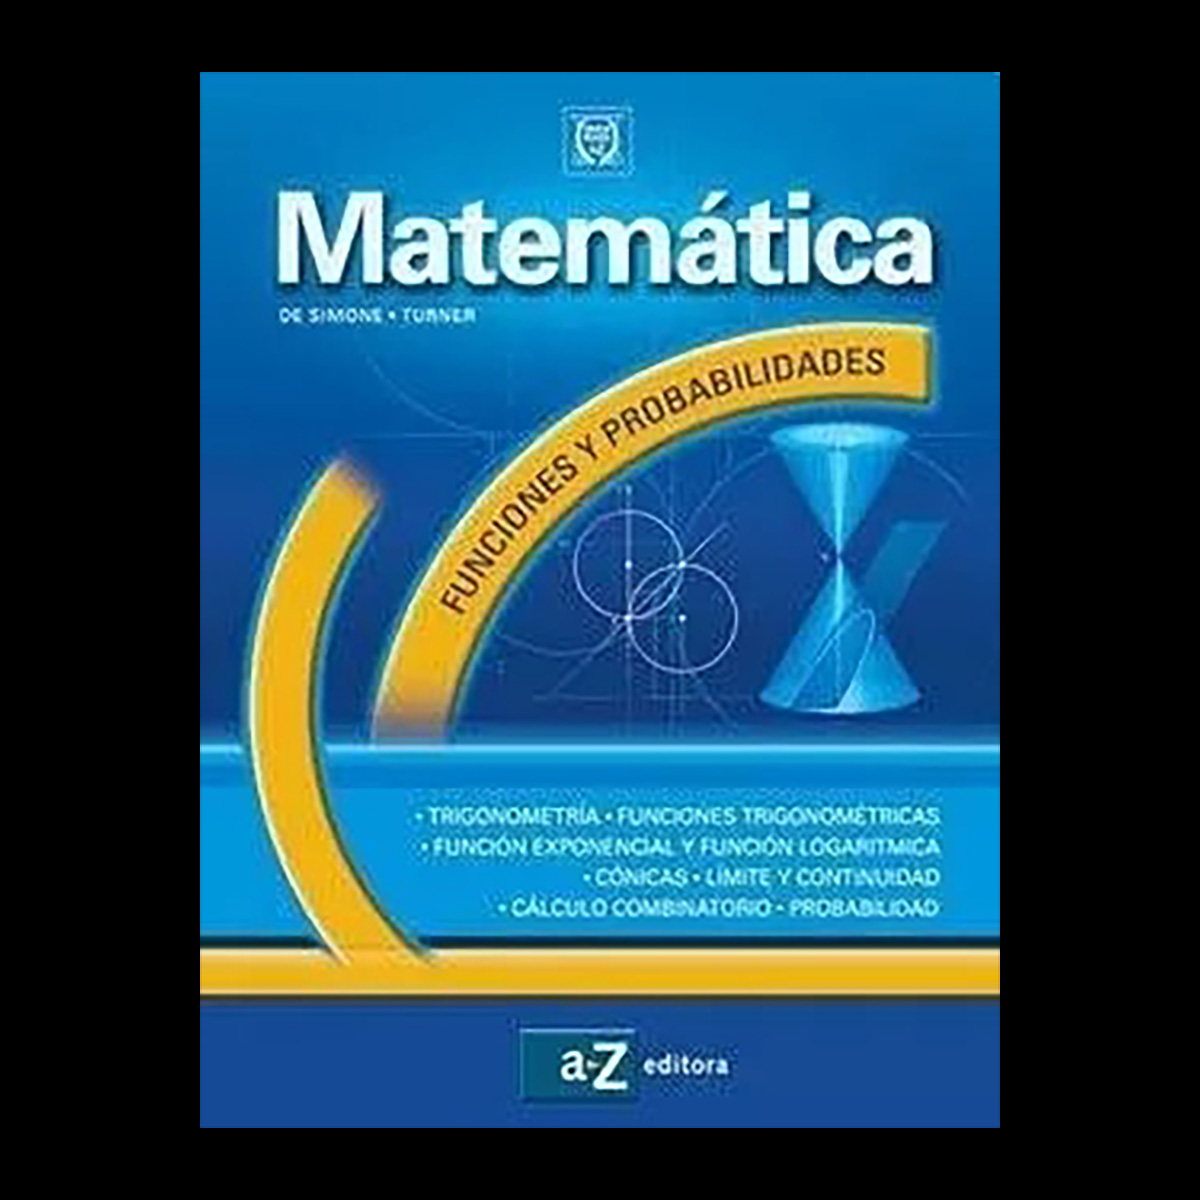 Matemática
DE SIMONE • TURNER
FUNCIONES Y PROBABILIDADES
• TRIGONOMETRÍA • FUNCIONES TRIGONOMÉTRICAS
• FUNCIÓN EXPONENCIAL Y FUNCIÓN LOGARITMICA
• CÓNICAS • LÍMITE Y CONTINUIDAD
• CÁLCULO COMBINATORIO • PROBABILIDAD
a-Z editora